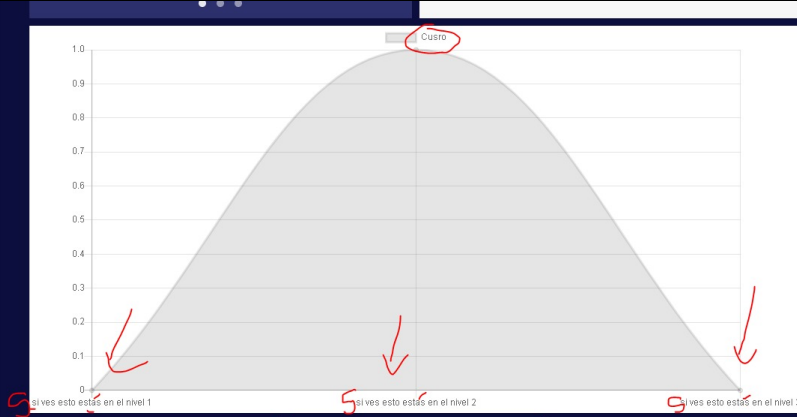 Cusro
1.0
0.9
0.8
0.7
0.6
0.5
0.4
0.3
0.2
0.1
0
S si ves esto estás en el nivel 1
S si ves esto estás en el nivel 2
S si ves esto estás en el nivel 3